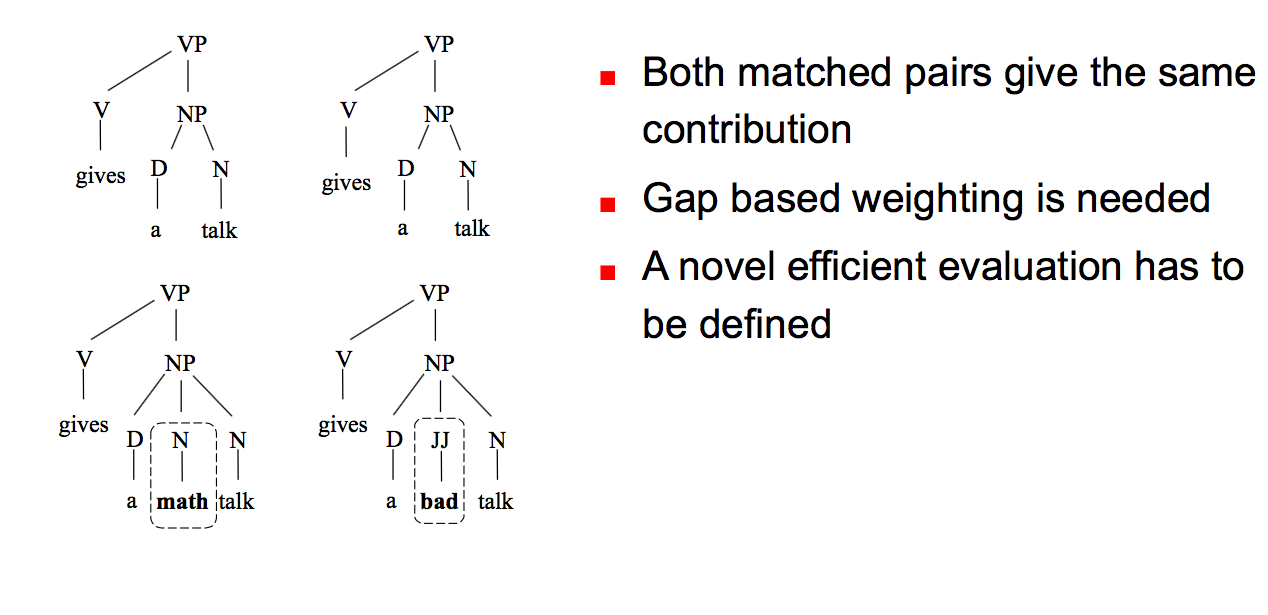 VP
V NP
gives D N
a talk
VP
V NP
gives D N
a talk
VP
V NP
gives D N N
a math talk
VP
V NP
gives D JJ N
a bad talk
Both matched pairs give the same
contribution
Gap based weighting is needed
A novel efficient evaluation has to
be defined